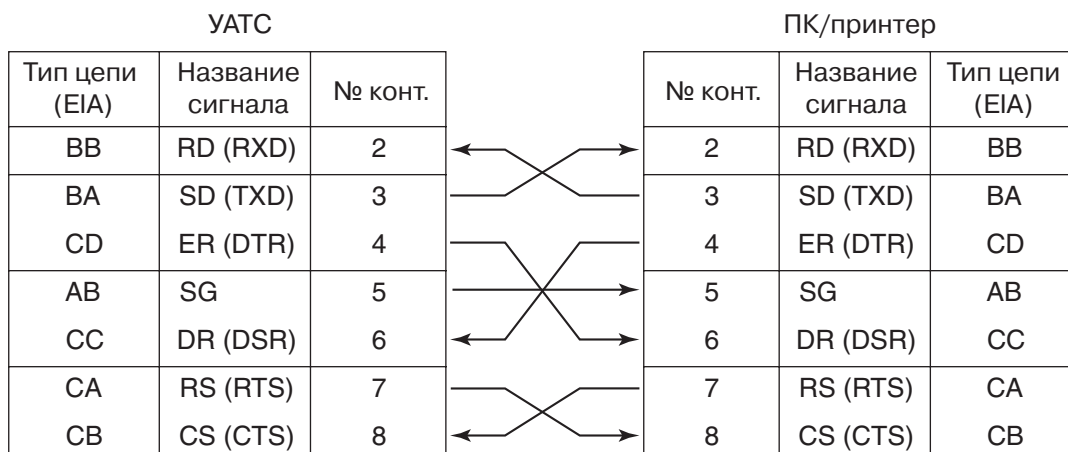 УАТС ПК/принтер
Тип цепи Название № конт. № конт. Название Тип цепи
(EIA) сигнала сигнала (EIA)
BB RD (RXD) 2 2 RD (RXD) BB
BA SD (TXD) 3 3 SD (TXD) BA
CD ER (DTR) 4 4 ER (DTR) CD
AB SG 5 5 SG AB
CC DR (DSR) 6 6 DR (DSR) CC
CA RS (RTS) 7 7 RS (RTS) CA
CB CS (CTS) 8 8 CS (CTS) CB